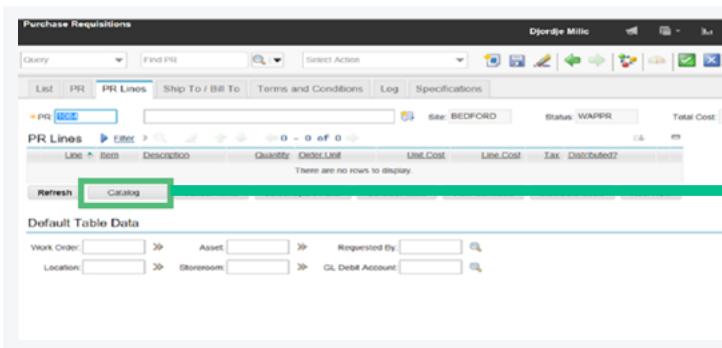 Purchase Requisitions
Djordje Milic
Query
Find PR
Select Action
List PR PR Lines Ship To / Bill To Terms and Conditions Log Specifications
*PR: 1084
Site: BEDFORD
Status: WAPPR
Total Cost:
PR Lines Filter 0 - 0 of 0
Line Item Description Quantity Order Unit Unit Cost Line Cost Tax Distributed?
There are no rows to display.
Refresh
Catalog
Default Table Data
Work Order: Asset: Requested By:
Location: Storeroom: GL Debit Account: